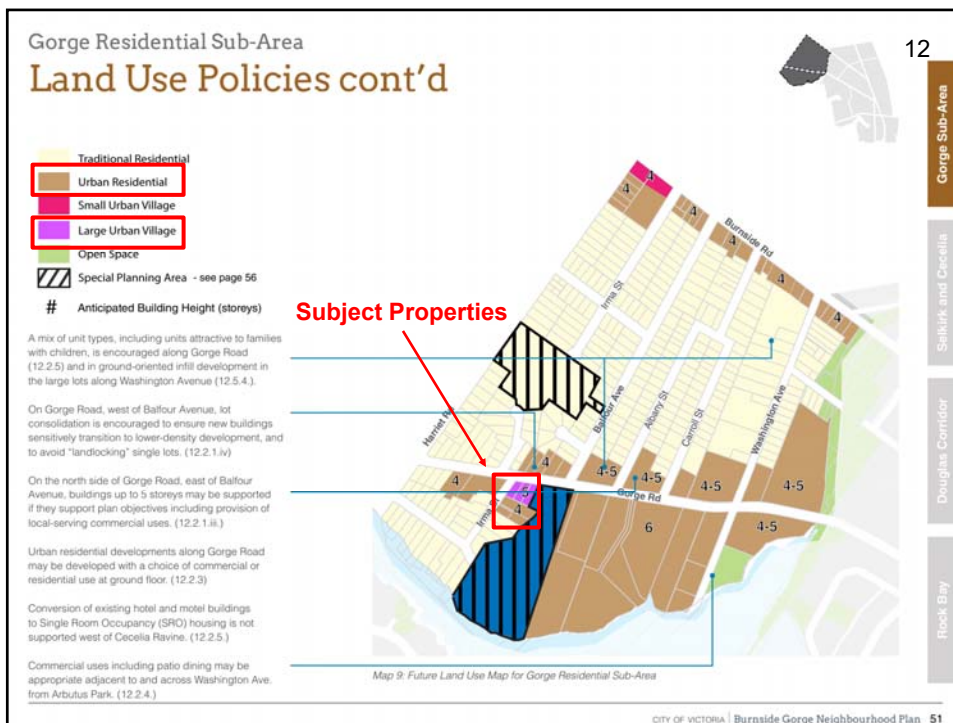 Gorge Residential Sub-Area
Land Use Policies cont'd
12
Traditional Residential
Urban Residential
Small Urban Village
Large Urban Village
Open Space
Special Planning Area - see page 56
# Anticipated Building Height (storeys)
A mix of unit types, including units attractive to families
with children, is encouraged along Gorge Road
(12.2.5) and in ground-oriented infill development in
the large lots along Washington Avenue (12.5.4.).
On Gorge Road, west of Balfour Avenue, lot
consolidation is encouraged to ensure new buildings
sensitively transition to lower-density development, and
to avoid "landlocking" single lots. (12.2.1.iv)
On the north side of Gorge Road, east of Balfour
Avenue, buildings up to 5 storeys may be supported
if they support plan objectives including provision of
local-serving commercial uses. (12.2.1.iii.)
Urban residential developments along Gorge Road
may be developed with a choice of commercial or
residential use at ground floor. (12.2.3)
Conversion of existing hotel and motel buildings
to Single Room Occupancy (SRO) housing is not
supported west of Cecelia Ravine. (12.2.5.)
Commercial uses including patio dining may be
appropriate adjacent to and across Washington Ave.
from Arbutus Park. (12.2.4.)
Subject Properties
4
4
4
4
Burnside Rd
4
4
Irma St
Harriet Rd
Balfour Ave
Albany St
Carroll St
Washington Ave
4
4
4-5
4-5
4-5
4-5
Gorge Rd
Irma St
5
4
6
4-5
Map 9: Future Land Use Map for Gorge Residential Sub-Area
Gorge Sub-Area
Selkirk and Cecelia
Douglas Corridor
Rock Bay
CITY OF VICTORIA | Burnside Gorge Neighbourhood Plan 51